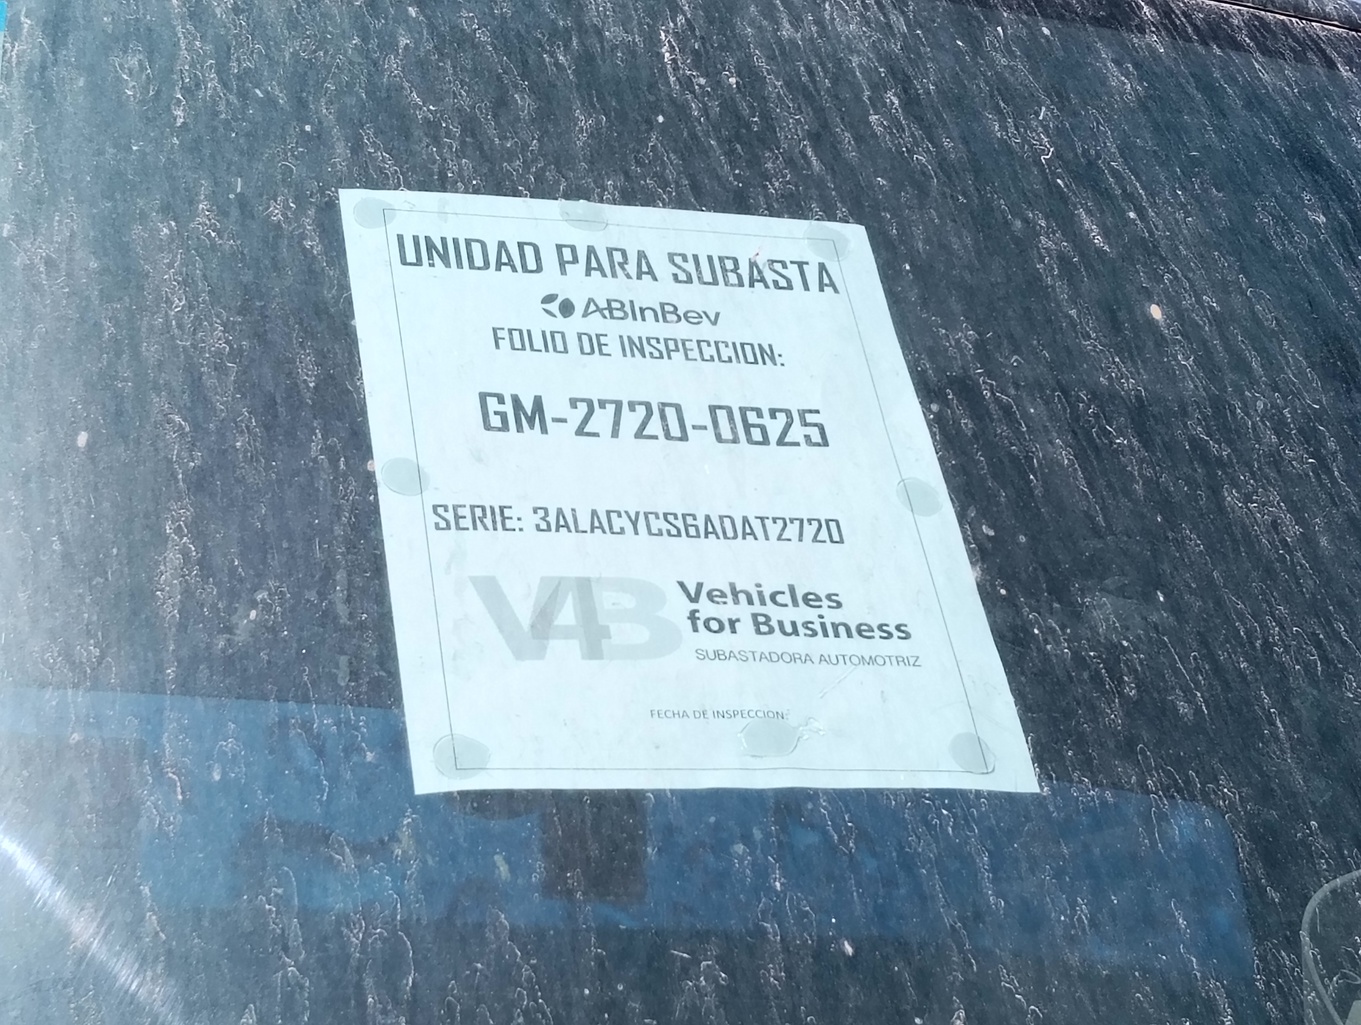 UNIDAD PARA SUBASTA
ABInBev
FOLIO DE INSPECCION:
GM-2720-0625
SERIE: 3ALACYCS6ADAT2720
V4B Vehicles
for Business
SUBASTADORA AUTOMOTRIZ
FECHA DE INSPECCION: